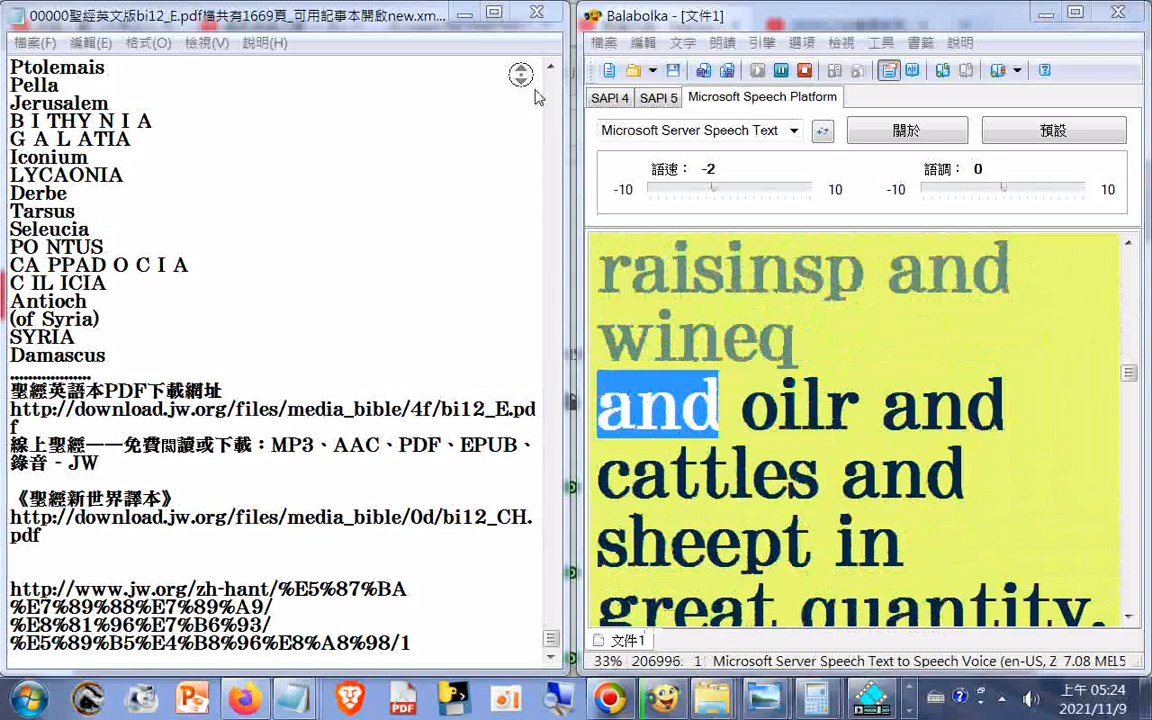 00000聖經英文版bi12_E.pdf檔共有1669頁_可用記事本開啟new.xm...
檔案(F) 編輯(E) 格式(O) 檢視(V) 說明(H)
Ptolemais
Pella
Jerusalem
B I THY N I A
G A L ATIA
Iconium
LYCAONIA
Derbe
Tarsus
Seleucia
PO NTUS
CA PPAD O C I A
C IL ICIA
Antioch
(of Syria)
SYRIA
Damascus
..................
聖經英語本PDF下載網址
http://download.jw.org/files/media_bible/4f/bi12_E.pd
f
線上聖經——免費閱讀或下載：MP3、AAC、PDF、EPUB、
錄音 - JW
《聖經新世界譯本》
http://download.jw.org/files/media_bible/0d/bi12_CH.
pdf
http://www.jw.org/zh-hant/%E5%87%BA
%E7%89%88%E7%89%A9/
%E8%81%96%E7%B6%93/
%E5%89%B5%E4%B8%96%E8%A8%98/1
Balabolka - [文件1]
檔案 編輯 文字 朗讀 引擎 選項 檢視 工具 書籤 說明
SAPI 4 SAPI 5 Microsoft Speech Platform
Microsoft Server Speech Text 關於 預設
語速： -2 語調： 0
-10 10 -10 10
raisinsp and
wineq
and oilr and
cattles and
sheept in
great quantity,
文件1
33% 206996: 1 Microsoft Server Speech Text to Speech Voice (en-US, Z 7.08 МЕ15
PDF
上午 05:24
2021/11/9